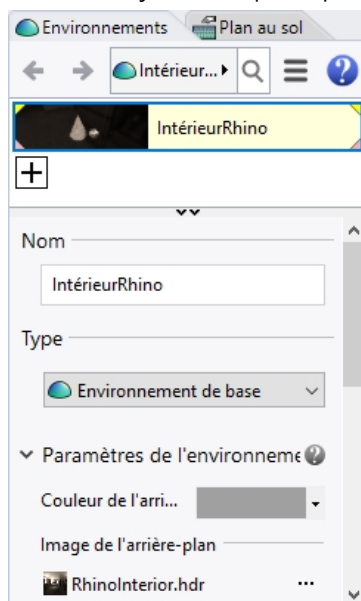 Environnements Plan au sol
Intérieur...
IntérieurRhino
Nom
IntérieurRhino
Type
Environnement de base
Paramètres de l'environneme
Couleur de l'arri...
Image de l'arrière-plan
RhinoInterior.hdr ...